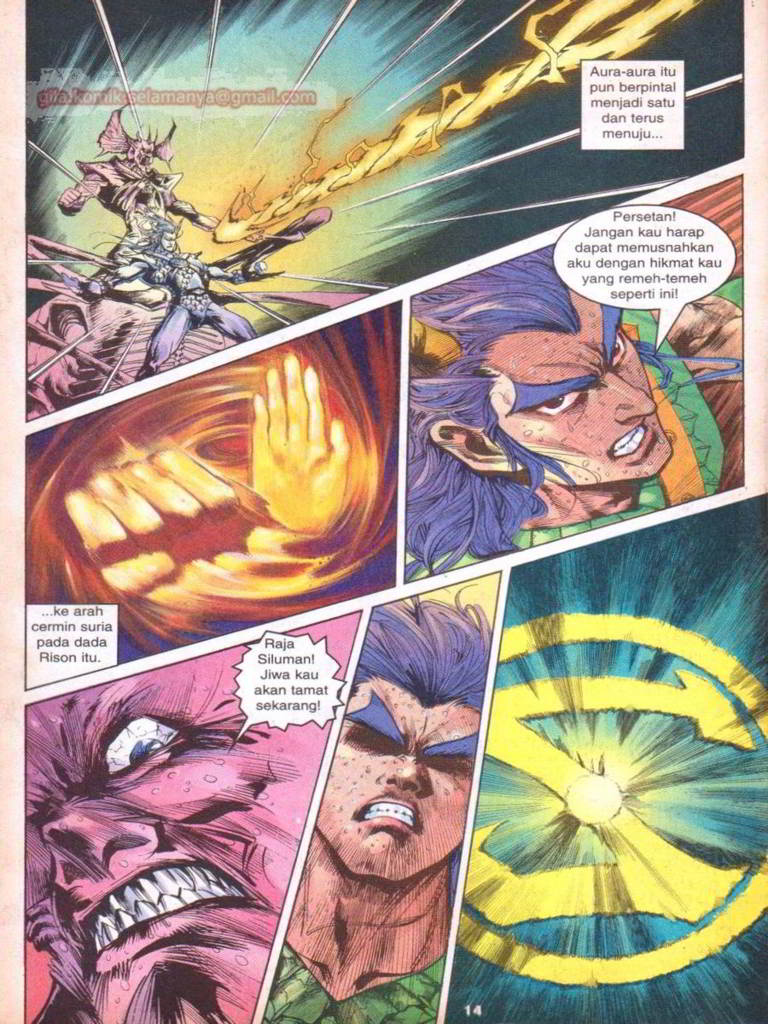 gila.komik.selamanya@gmail.com
Aura-aura itu
pun berpintal
menjadi satu
dan terus
menuju...
Persetan!
Jangan kau harap
dapat memusnahkan
aku dengan hikmat kau
yang remeh-temeh
seperti ini!
...ke arah
cermin suria
pada dada
Rison itu.
Raja
Siluman!
Jiwa kau
akan tamat
sekarang!
14